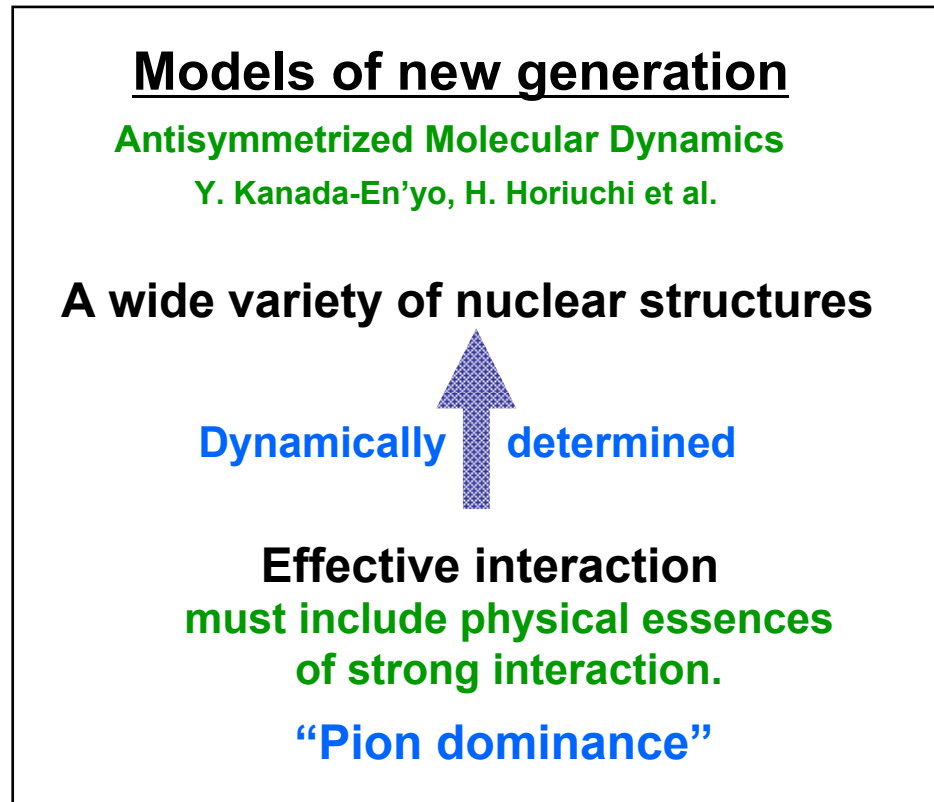 Models of new generation
Antisymmetrized Molecular Dynamics
Y. Kanada-En’yo, H. Horiuchi et al.
A wide variety of nuclear structures
Dynamically determined
Effective interaction
must include physical essences
of strong interaction.
“Pion dominance”